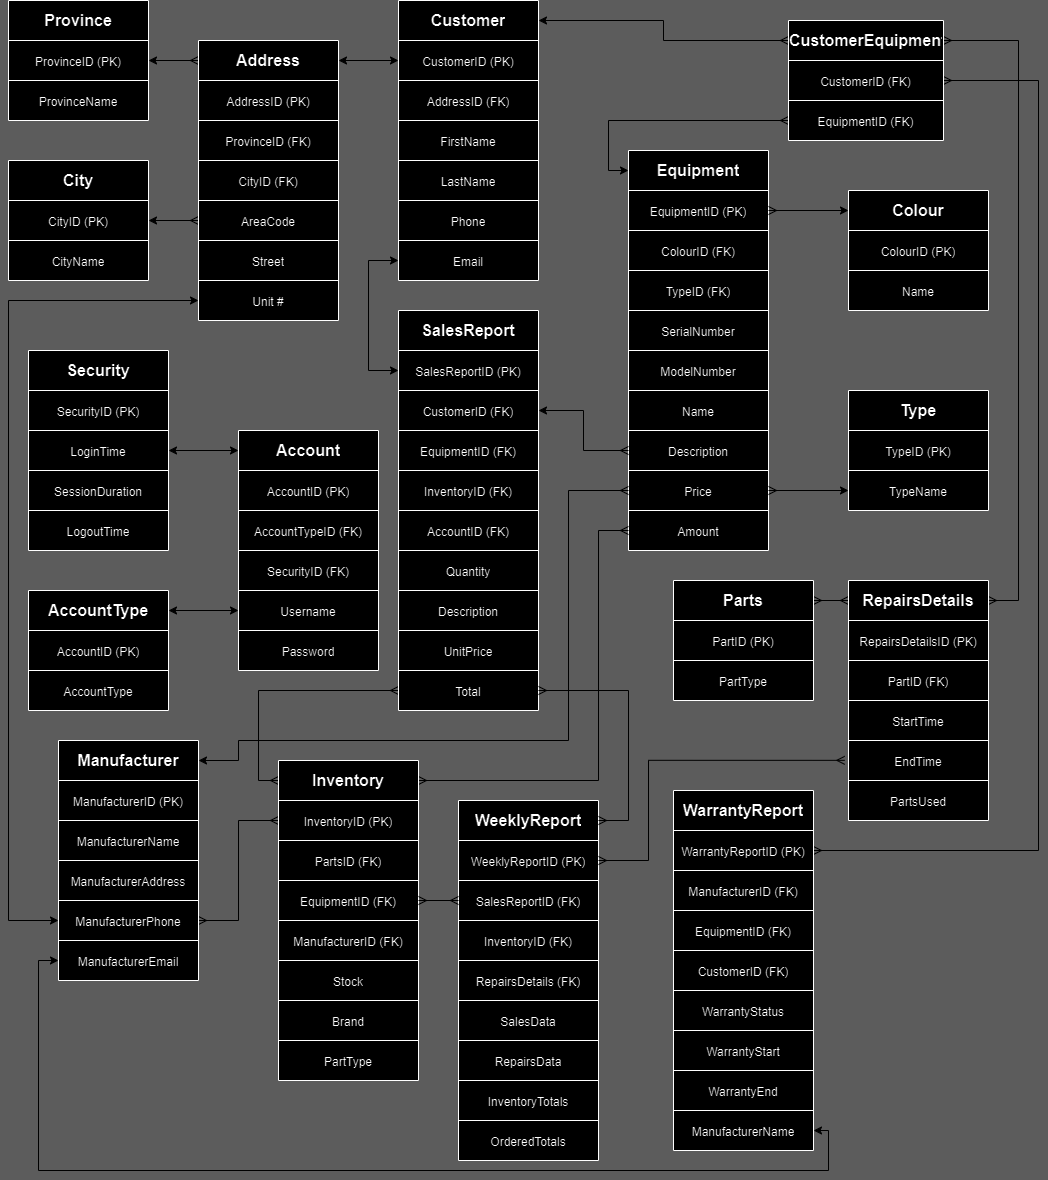 Province
ProvinceID (PK)
ProvinceName
City
CityID (PK)
CityName
Address
AddressID (PK)
ProvinceID (FK)
CityID (FK)
AreaCode
Street
Unit #
Customer
CustomerID (PK)
AddressID (FK)
FirstName
LastName
Phone
Email
CustomerEquipmen
CustomerID (FK)
EquipmentID (FK)
Equipment
EquipmentID (PK)
ColourID (FK)
TypeID (FK)
SerialNumber
ModelNumber
Name
Description
Price
Amount
Colour
ColourID (PK)
Name
Type
TypeID (PK)
TypeName
Security
SecurityID (PK)
LoginTime
SessionDuration
LogoutTime
Account
AccountID (PK)
AccountTypeID (FK)
SecurityID (FK)
Username
Password
AccountType
AccountID (PK)
AccountType
SalesReport
SalesReportID (PK)
CustomerID (FK)
EquipmentID (FK)
InventoryID (FK)
AccountID (FK)
Quantity
Description
UnitPrice
Total
Parts
PartID (PK)
PartType
RepairsDetails
RepairsDetailsID (PK)
PartID (FK)
StartTime
EndTime
PartsUsed
Manufacturer
ManufacturerID (PK)
ManufacturerName
ManufacturerAddress
ManufacturerPhone
ManufacturerEmail
Inventory
InventoryID (PK)
PartsID (FK)
EquipmentID (FK)
ManufacturerID (FK)
Stock
Brand
PartType
WeeklyReport
WeeklyReportID (PK)
SalesReportID (FK)
InventoryID (FK)
RepairsDetails (FK)
SalesData
RepairsData
InventoryTotals
OrderedTotals
WarrantyReport
WarrantyReportID (PK)
ManufacturerID (FK)
EquipmentID (FK)
CustomerID (FK)
WarrantyStatus
WarrantyStart
WarrantyEnd
ManufacturerName